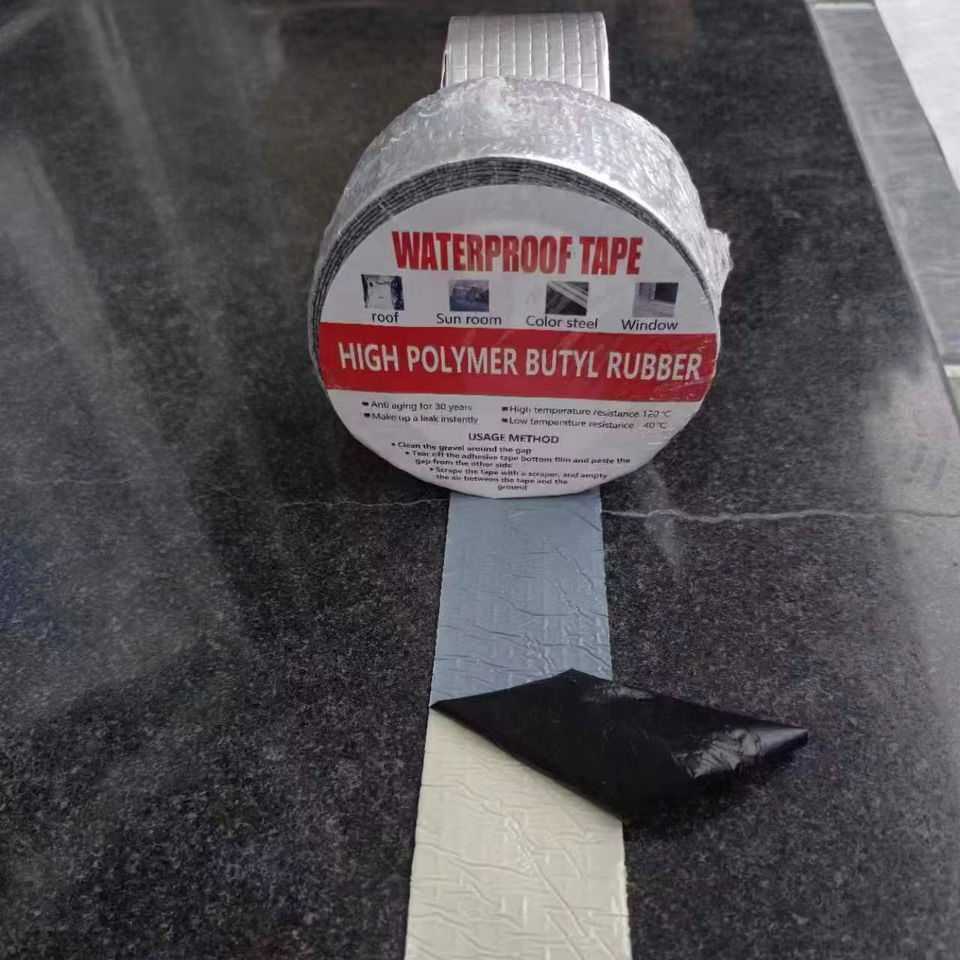 WATERPROOF TAPE
roof Sun room Color steel Window
HIGH POLYMER BUTYL RUBBER
Anti aging for 30 years
Make up a leak instantly
High temperature resistance 120 ℃
Low temperature resistance -40 ℃
USAGE METHOD
Clean the gravel around the gap
Tear off the adhesive tape bottom film and paste the
gap from the other side
Scrape the tape with a scraper, and empty
the air between the tape and the
ground